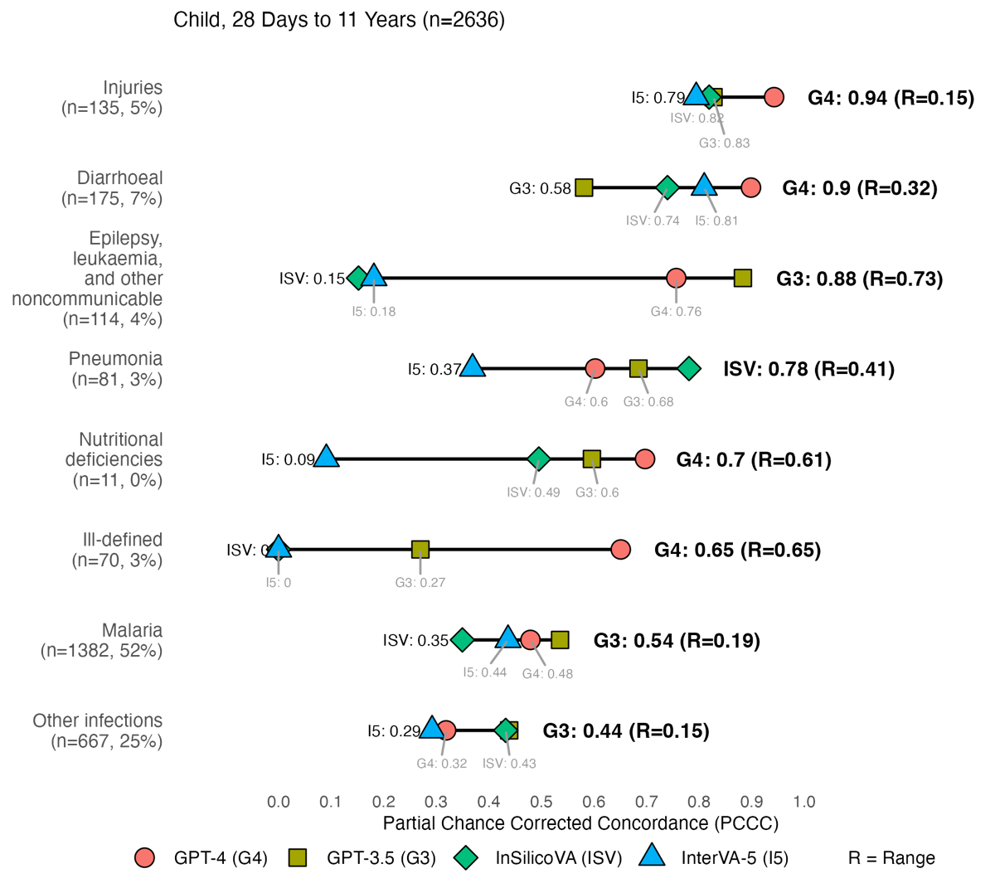 Child, 28 Days to 11 Years (n=2636)
Injuries
(n=135, 5%)
I5: 0.79
ISV: 0.82
G3: 0.83
G4: 0.94 (R=0.15)
Diarrhoeal
(n=175, 7%)
G3: 0.58
ISV: 0.74
I5: 0.81
G4: 0.9 (R=0.32)
Epilepsy,
leukaemia,
and other
noncommunicable
(n=114, 4%)
ISV: 0.15
I5: 0.18
G4: 0.76
G3: 0.88 (R=0.73)
Pneumonia
(n=81, 3%)
I5: 0.37
G4: 0.6
G3: 0.68
ISV: 0.78 (R=0.41)
Nutritional
deficiencies
(n=11, 0%)
I5: 0.09
ISV: 0.49
G3: 0.6
G4: 0.7 (R=0.61)
Ill-defined
(n=70, 3%)
ISV: 0
I5: 0
G3: 0.27
G4: 0.65 (R=0.65)
Malaria
(n=1382, 52%)
ISV: 0.35
I5: 0.44
G4: 0.48
G3: 0.54 (R=0.19)
Other infections
(n=667, 25%)
I5: 0.29
G4: 0.32
ISV: 0.43
G3: 0.44 (R=0.15)
0.0 0.1 0.2 0.3 0.4 0.5 0.6 0.7 0.8 0.9 1.0
Partial Chance Corrected Concordance (PCCC)
GPT-4 (G4) GPT-3.5 (G3) InSilicoVA (ISV) InterVA-5 (I5) R = Range